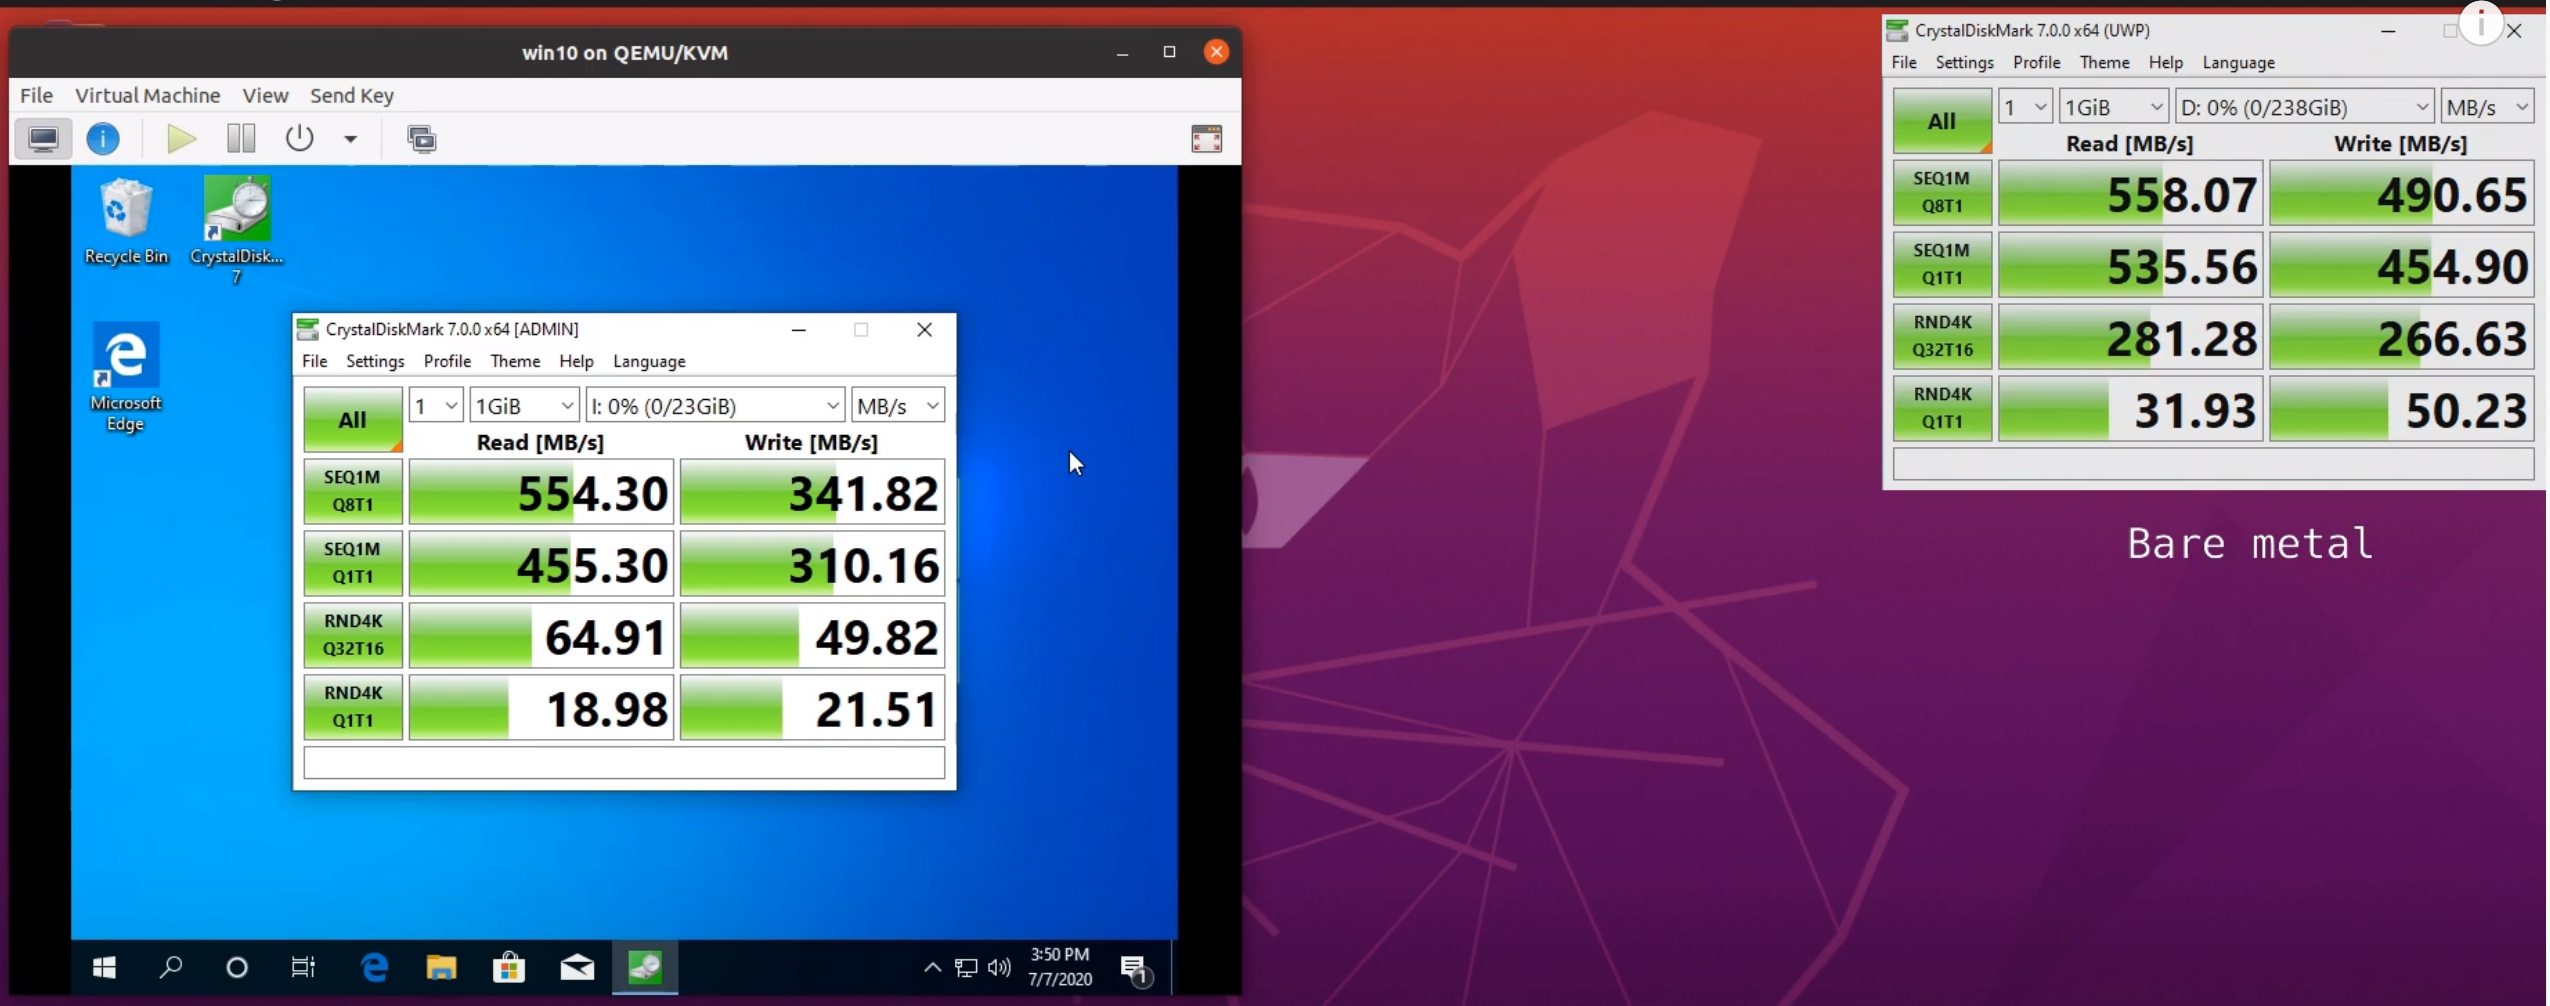 win10 on QEMU/KVM
File Virtual Machine View Send Key
i
Recycle Bin
CrystalDisk...
7
Microsoft
Edge
CrystalDiskMark 7.0.0 x64 [ADMIN]
File Settings Profile Theme Help Language
All
1 1GiB I: 0% (0/23GiB) MB/s
Read [MB/s] Write [MB/s]
SEQ1M
Q8T1
554.30 341.82
SEQ1M
Q1T1
455.30 310.16
RND4K
Q32T16
64.91 49.82
RND4K
Q1T1
18.98 21.51
3:50 PM
7/7/2020
1
CrystalDiskMark 7.0.0 x64 (UWP)
i
File Settings Profile Theme Help Language
All
1 1GiB D: 0% (0/238GiB) MB/s
Read [MB/s] Write [MB/s]
SEQ1M
Q8T1
558.07 490.65
SEQ1M
Q1T1
535.56 454.90
RND4K
Q32T16
281.28 266.63
RND4K
Q1T1
31.93 50.23
Bare metal